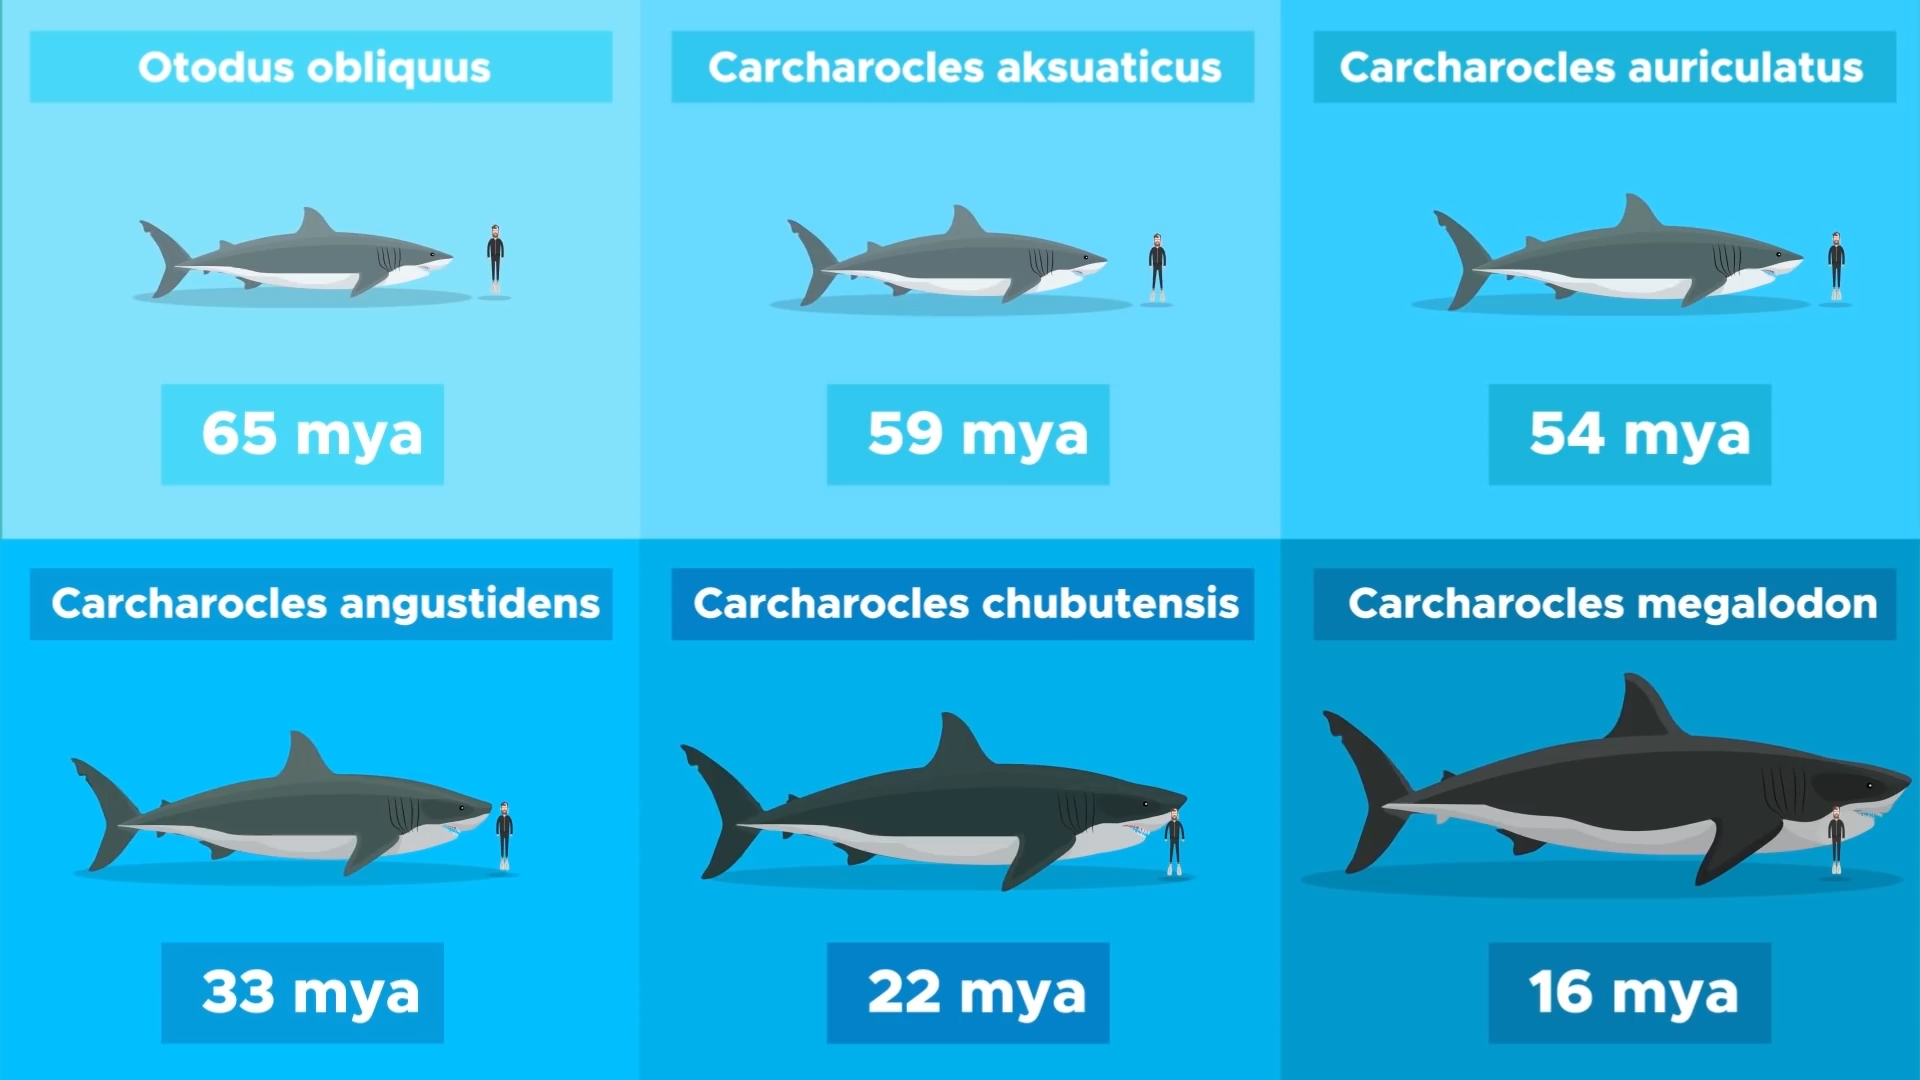 Otodus obliquus
Carcharocles aksuaticus
Carcharocles auriculatus
65 mya
59 mya
54 mya
Carcharocles angustidens
Carcharocles chubutensis
Carcharocles megalodon
33 mya
22 mya
16 mya